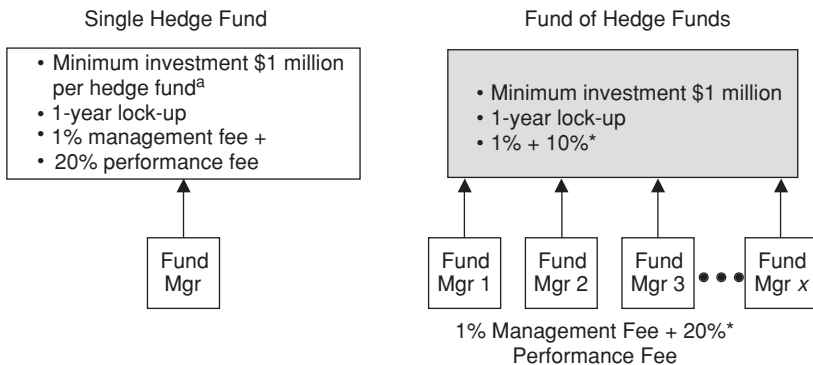 Single Hedge Fund
• Minimum investment $1 million
per hedge fundᵃ
• 1-year lock-up
• 1% management fee +
• 20% performance fee
Fund
Mgr
Fund of Hedge Funds
• Minimum investment $1 million
• 1-year lock-up
• 1% + 10%*
Fund
Mgr 1
Fund
Mgr 2
Fund
Mgr 3
Fund
Mgr x
1% Management Fee + 20%*
Performance Fee